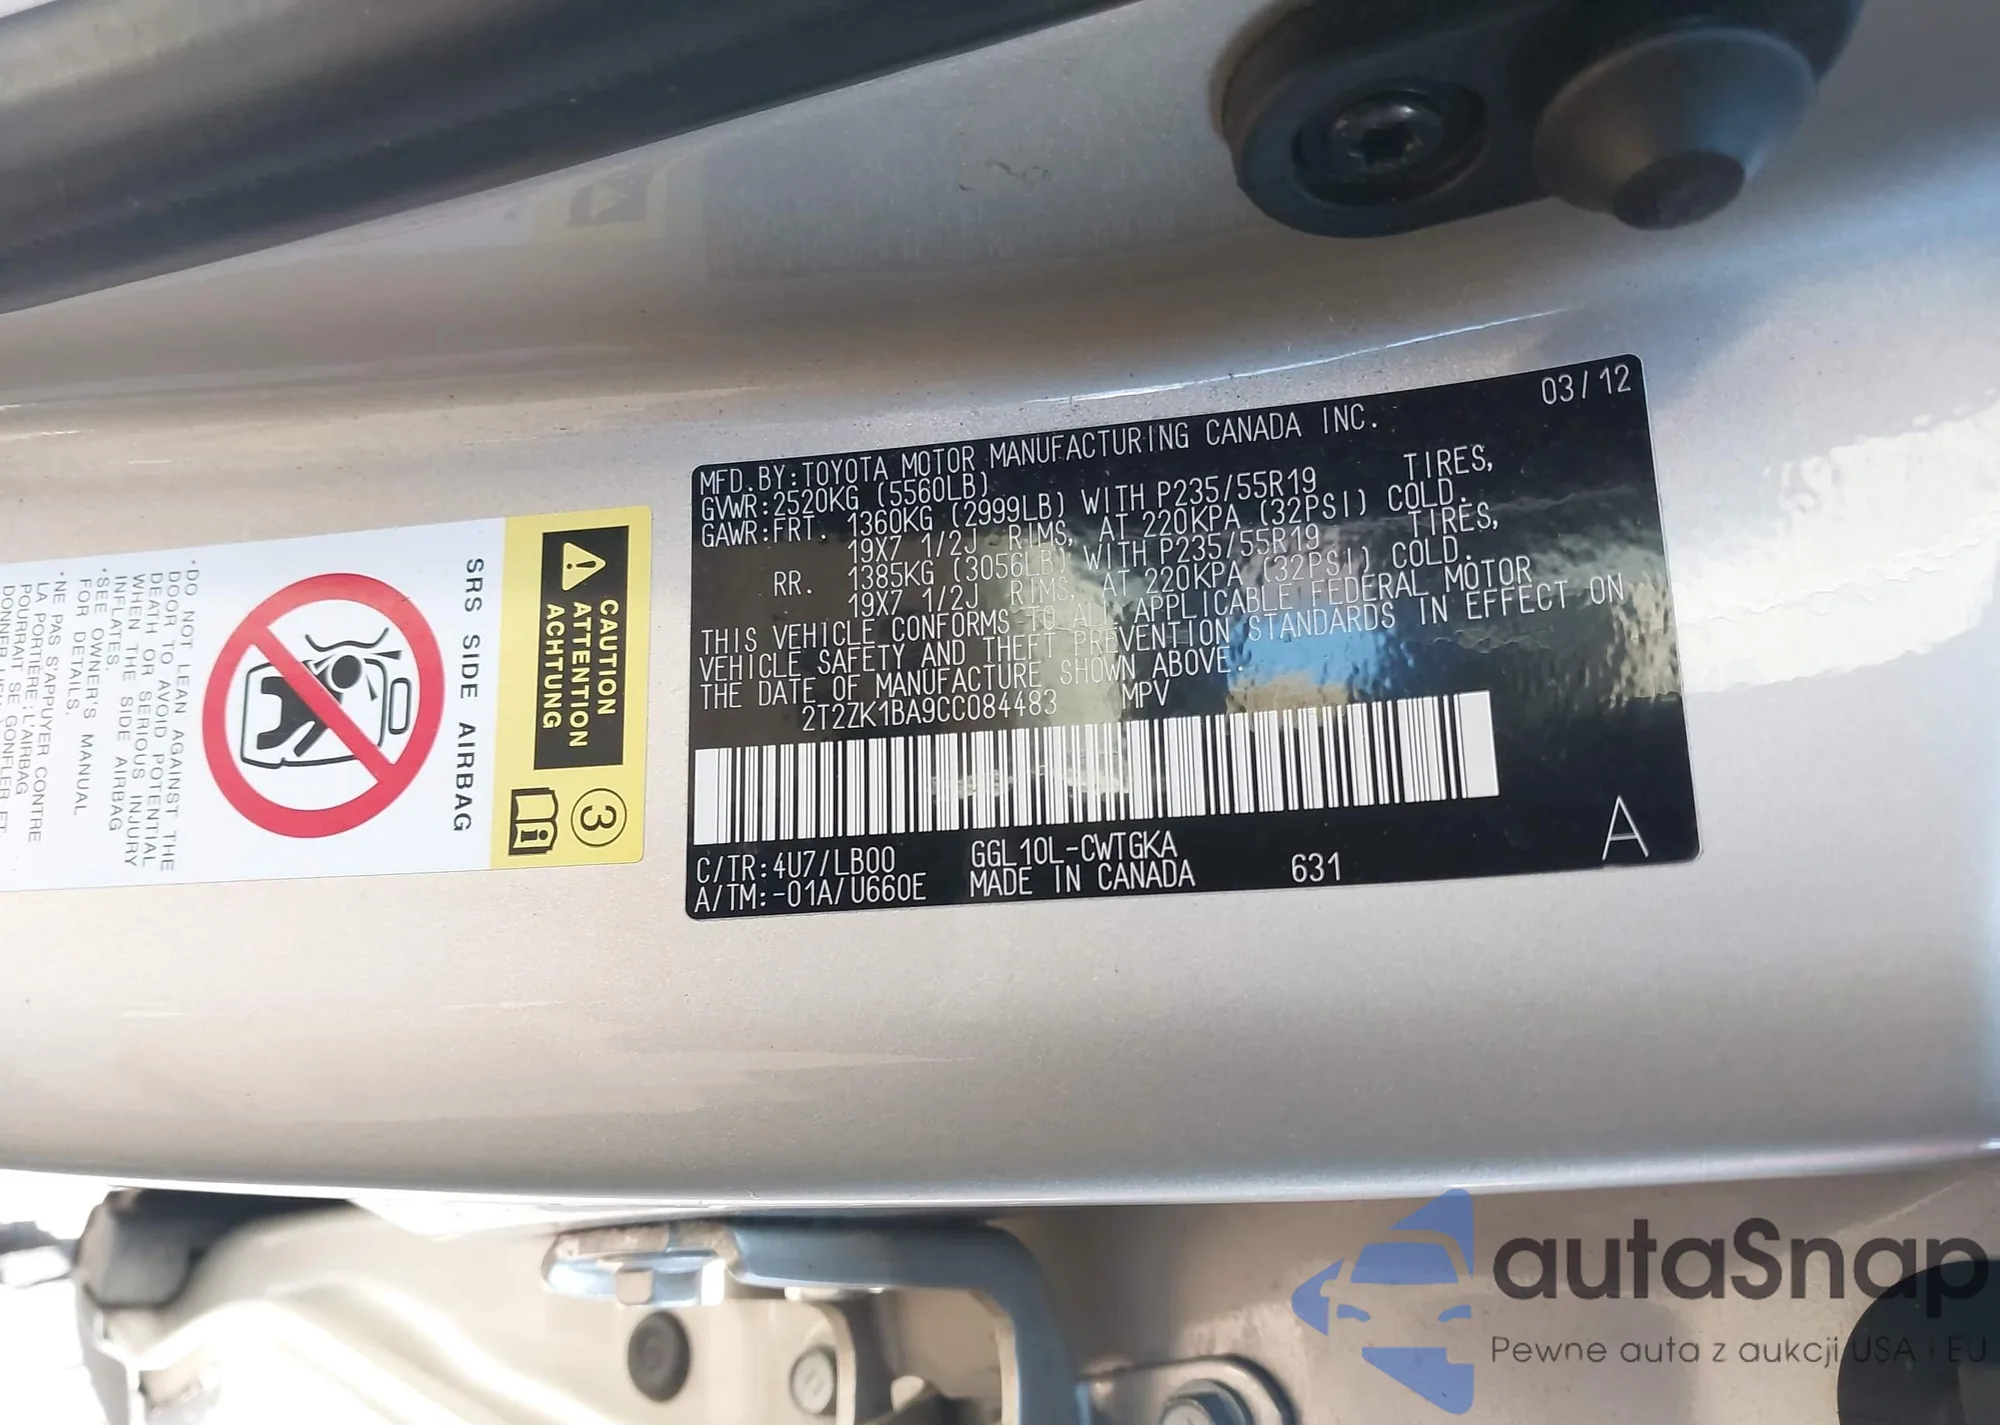 03/12
MFD.BY:TOYOTA MOTOR MANUFACTURING CANADA INC.
GVWR:2520KG (5560LB)
GAWR:FRT. 1360KG (2999LB) WITH P235/55R19 TIRES,
19X7 1/2J RIMS, AT 220KPA (32PSI) COLD.
RR. 1385KG (3056LB) WITH P235/55R19 TIRES,
19X7 1/2J RIMS, AT 220KPA (32PSI) COLD.
THIS VEHICLE CONFORMS TO ALL APPLICABLE FEDERAL MOTOR
VEHICLE SAFETY AND THEFT PREVENTION STANDARDS IN EFFECT ON
THE DATE OF MANUFACTURE SHOWN ABOVE.
2T2ZK1BA9CC084483 MPV
C/TR:4U7/LB00 GGL10L-CWTGKA
A/TM:-01A/U660E MADE IN CANADA 631
A
CAUTION
ATTENTION
ACHTUNG
3
i
SRS SIDE AIRBAG
·DO NOT LEAN AGAINST THE
DOOR TO AVOID POTENTIAL
DEATH OR SERIOUS INJURY
WHEN THE SIDE AIRBAG
INFLATES.
·SEE OWNER'S MANUAL
FOR DETAILS.
·NE PAS S'APPUYER CONTRE
LA PORTIERE; L'AIRBAG
POURRAIT SE GONFLER ET
autaSnap
Pewne auta z aukcji USA i EU